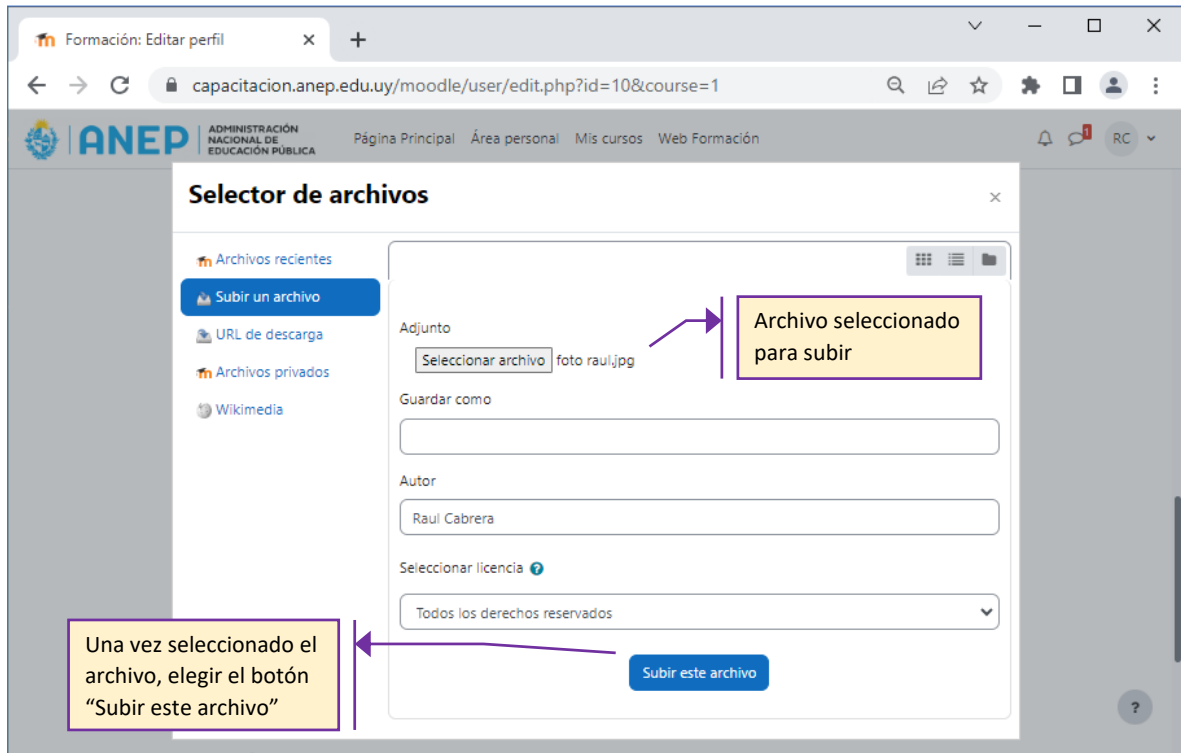 Formación: Editar perfil
capacitacion.anep.edu.uy/moodle/user/edit.php?id=10&course=1
ANEP
ADMINISTRACIÓN
NACIONAL DE
EDUCACIÓN PÚBLICA
Página Principal Área personal Mis cursos Web Formación
1
RC
Selector de archivos
Archivos recientes
Subir un archivo
URL de descarga
Archivos privados
Wikimedia
Adjunto
Seleccionar archivo foto raul.jpg
Archivo seleccionado
para subir
Guardar como
Autor
Raul Cabrera
Seleccionar licencia ?
Todos los derechos reservados
Una vez seleccionado el
archivo, elegir el botón
“Subir este archivo”
Subir este archivo
?